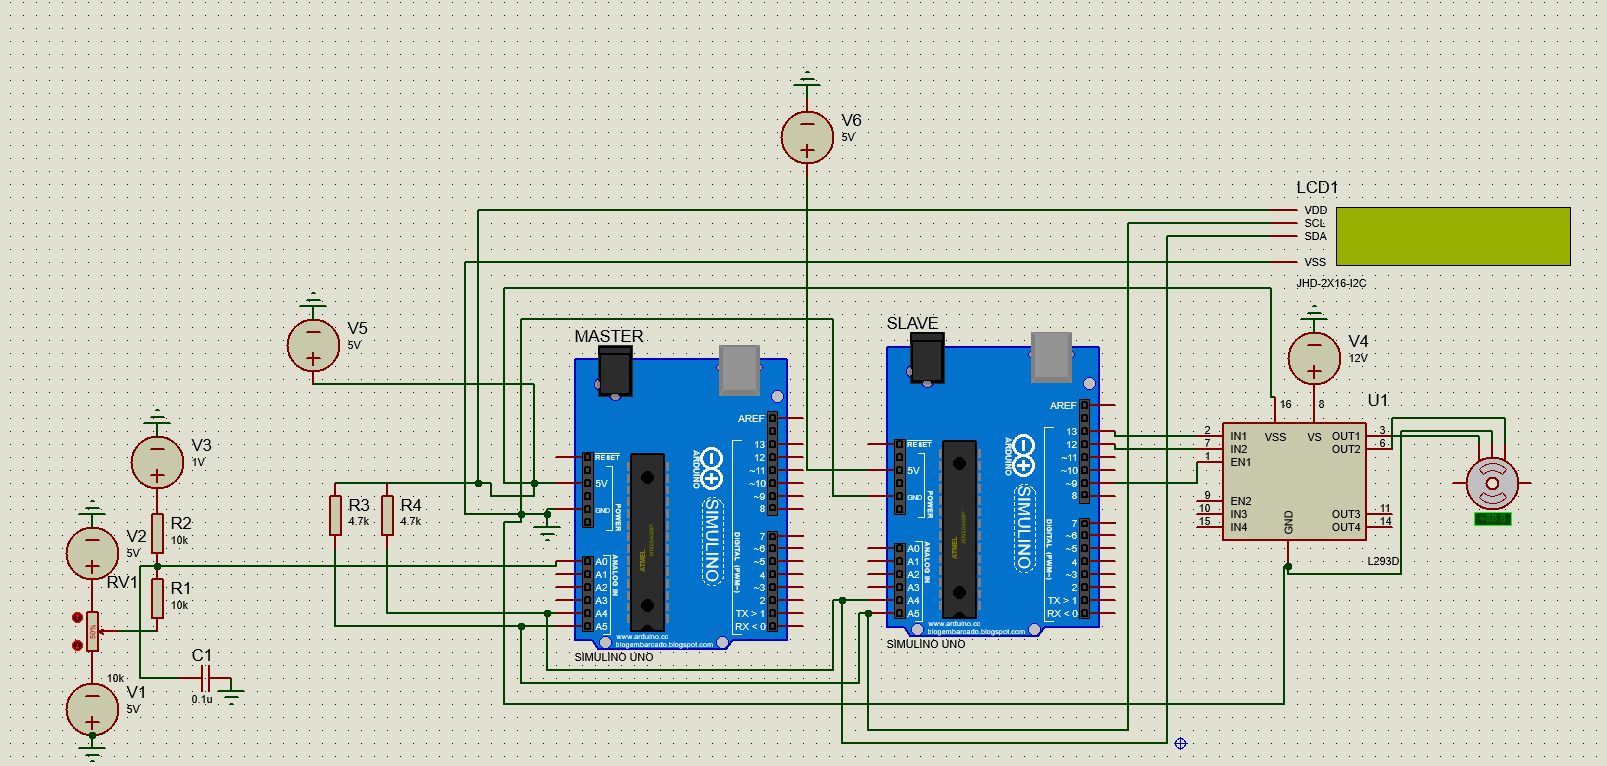 V6
5V
LCD1
VDD
SCL
SDA
VSS
JHD-2X16-I2C
V5
5V
V4
12V
V3
1V
R2
10k
V2
5V
RV1
50%
10k
R1
10k
V1
5V
C1
0.1u
R3
4.7k
R4
4.7k
MASTER
RESET
5V
GND
POWER
A0
A1
A2
A3
A4
A5
ANALOG IN
ATMEL
ARDUINO
SIMULINO
AREF
13
12
~11
~10
~9
8
7
~6
~5
4
~3
2
TX > 1
RX < 0
DIGITAL (PWM~)
www.arduino.cc
blogembarcado.blogspot.com
SIMULINO UNO
SLAVE
RESET
5V
GND
POWER
A0
A1
A2
A3
A4
A5
ANALOG IN
ATMEL
ARDUINO
SIMULINO
AREF
13
12
~11
~10
~9
8
7
~6
~5
4
~3
2
TX > 1
RX < 0
DIGITAL (PWM~)
www.arduino.cc
blogembarcado.blogspot.com
SIMULINO UNO
U1
16
8
2
7
1
9
10
15
IN1
IN2
EN1
EN2
IN3
IN4
VSS
VS
GND
OUT1
OUT2
OUT3
OUT4
3
6
11
14
L293D